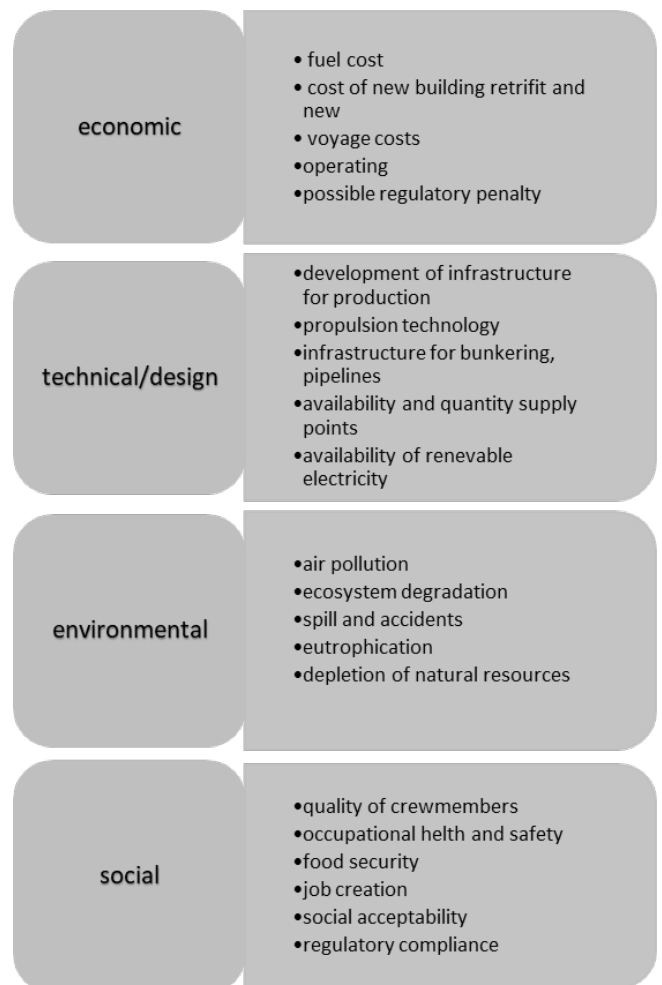 economic
• fuel cost
• cost of new building retrifit and
new
• voyage costs
•operating
•possible regulatory penalty
technical/design
•development of infrastructure
for production
•propulsion technology
•infrastructure for bunkering,
pipelines
•availability and quantity supply
points
•availability of renevable
electricity
environmental
•air pollution
•ecosystem degradation
•spill and accidents
•eutrophication
•depletion of natural resources
social
•quality of crewmembers
•occupational helth and safety
•food security
•job creation
•social acceptability
•regulatory compliance